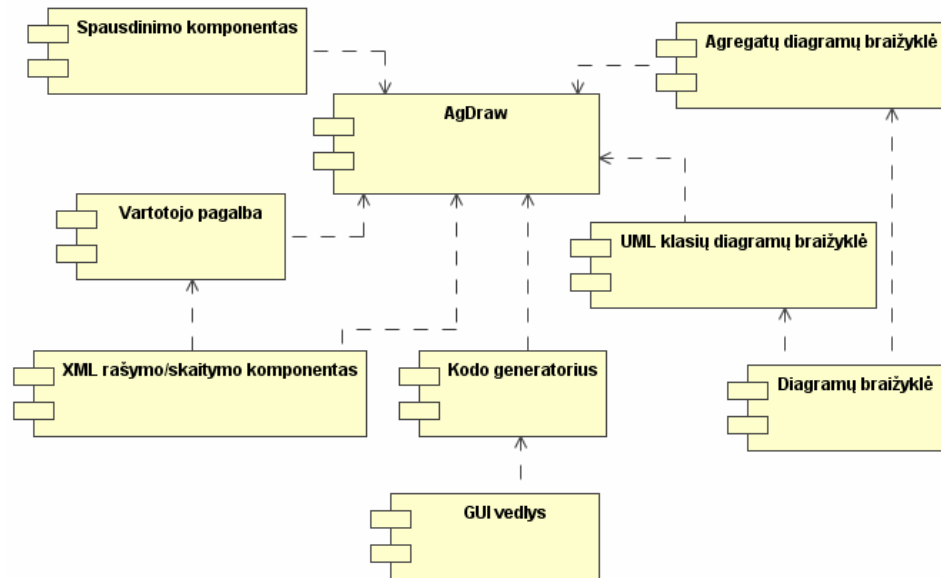 Spausdinimo komponentas
Agregatų diagramų braižyklė
AgDraw
Vartotojo pagalba
UML klasių diagramų braižyklė
XML rašymo/skaitymo komponentas
Kodo generatorius
Diagramų braižyklė
GUI vedlys